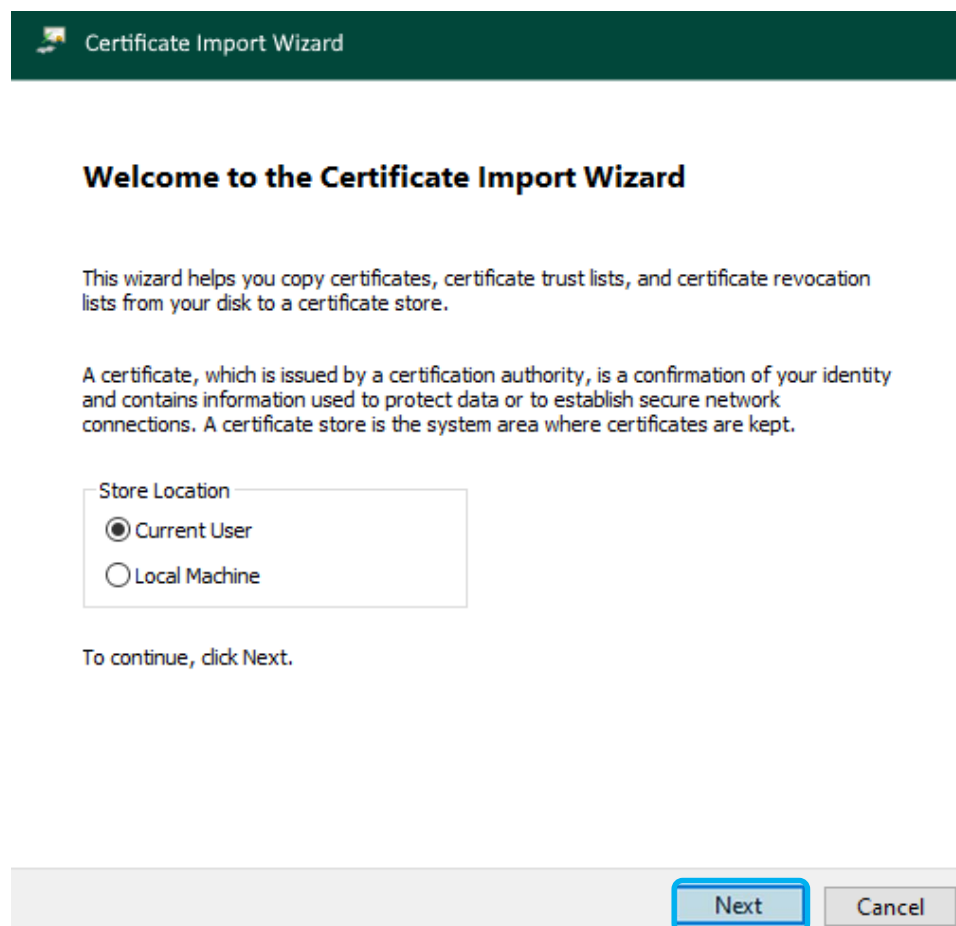 Certificate Import Wizard
Welcome to the Certificate Import Wizard
This wizard helps you copy certificates, certificate trust lists, and certificate revocation
lists from your disk to a certificate store.
A certificate, which is issued by a certification authority, is a confirmation of your identity
and contains information used to protect data or to establish secure network
connections. A certificate store is the system area where certificates are kept.
Store Location
Current User
Local Machine
To continue, click Next.
Next Cancel